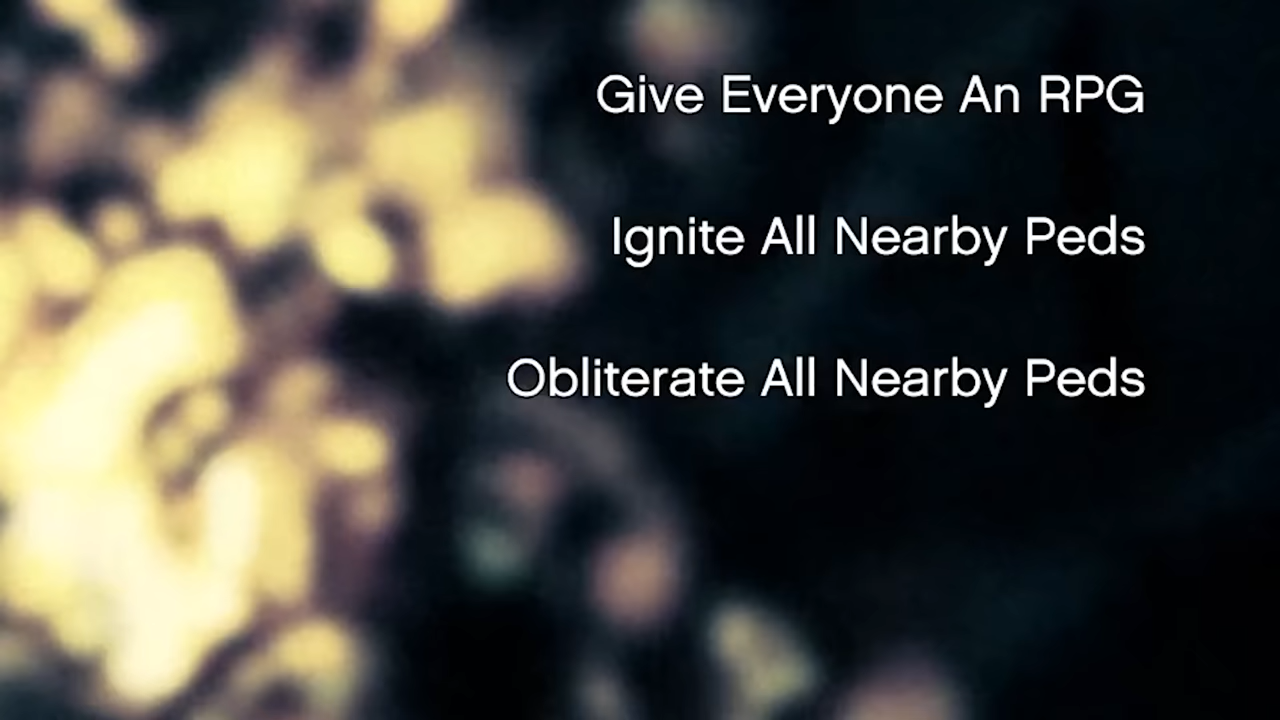 Give Everyone An RPG
Ignite All Nearby Peds
Obliterate All Nearby Peds